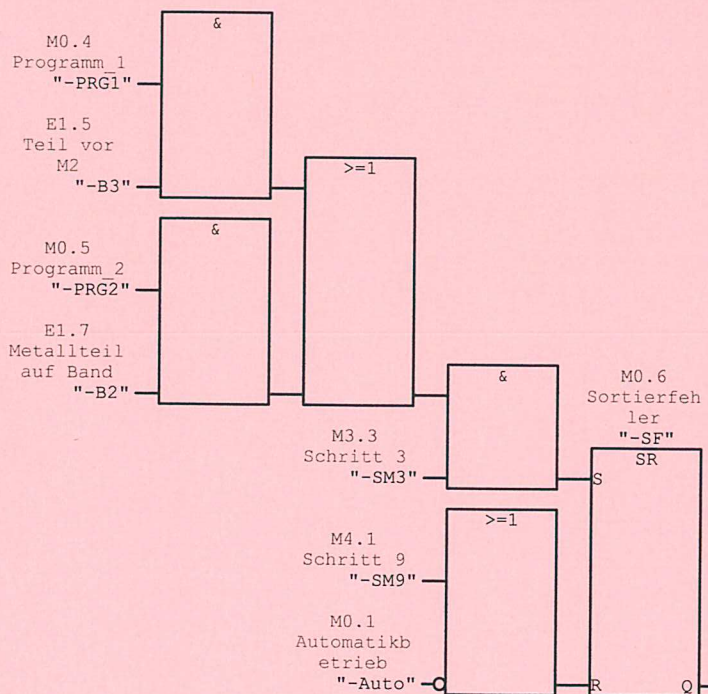 &
M0.4
Programm_1
"-PRG1"
E1.5
Teil vor
M2
"-B3"
>=1
&
M0.5
Programm_2
"-PRG2"
E1.7
Metallteil
auf Band
"-B2"
&
M0.6
Sortierfeh
ler
"-SF"
SR
M3.3
Schritt 3
"-SM3"
S
>=1
M4.1
Schritt 9
"-SM9"
M0.1
Automatikb
etrieb
"-Auto"
R
Q